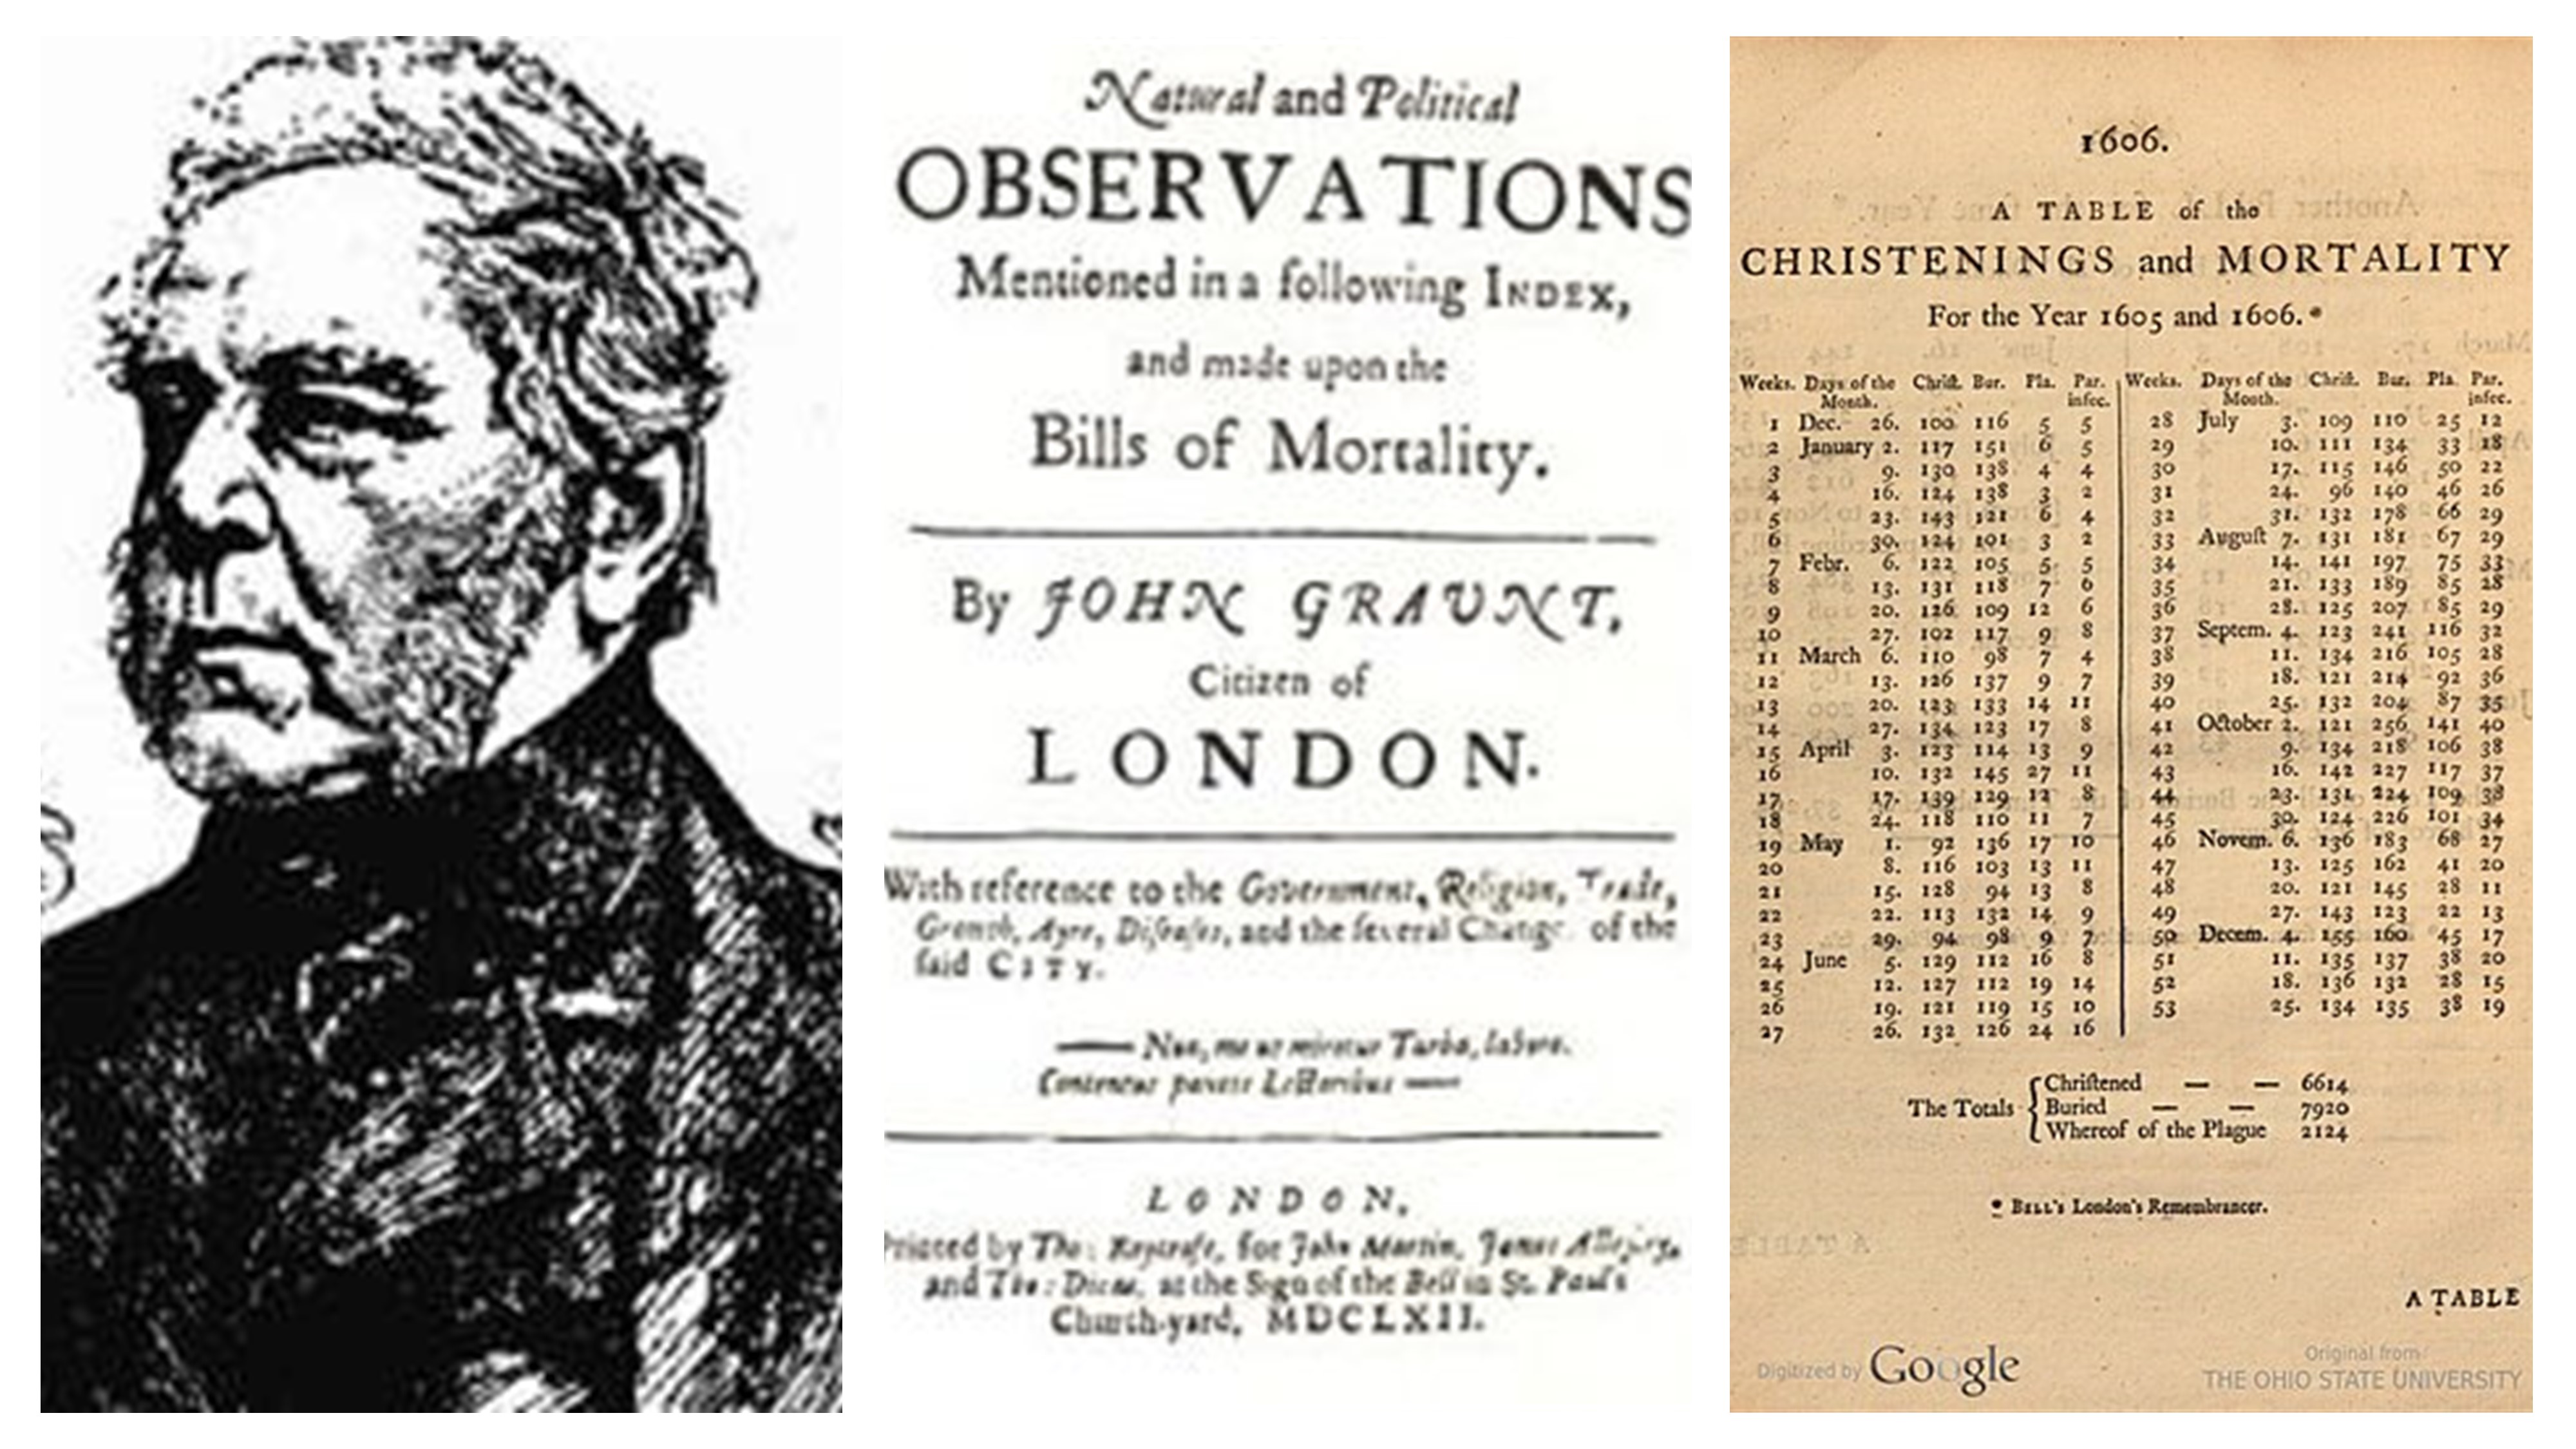 Natural and Political
OBSERVATIONS
Mentioned in a following INDEX,
and made upon the
Bills of Mortality.
By JOHN GRAUNT,
Citizen of
LONDON.
With reference to the Government, Religion, Trade,
Growth, Ayre, Diſeaſes, and the ſeveral Change of the
ſaid CITY.
Non, me ut miretur Turba, laboro.
Contentus paucis Lectoribus
LONDON,
Printed by Tho: Roycroft, for John Martin, James Alleſtry,
and Tho: Dicas, at the Sign of the Bell in St. Paul's
Church-yard, MDCLXII.
1606.
A TABLE of the
CHRISTENINGS and MORTALITY
For the Year 1605 and 1606.*
Weeks. Days of the Month. Chriſt. Bur. Pla. Par. infec. Weeks. Days of the Month. Chriſt. Bur. Pla. Par. infec.
1 Dec. 26. 100 116 5 5 28 July 3. 109 110 25 12
2 January 2. 117 151 6 5 29 10. 111 134 33 18
3 9. 130 138 4 4 30 17. 115 146 50 22
4 16. 124 138 3 2 31 24. 96 140 46 26
5 23. 143 121 6 4 32 31. 132 178 66 29
6 30. 124 101 3 2 33 Auguſt 7. 131 181 67 29
7 Febr. 6. 122 105 5 5 34 14. 141 197 75 33
8 13. 131 118 7 6 35 21. 133 189 85 28
9 20. 126 109 12 6 36 28. 125 207 85 29
10 27. 102 117 9 8 37 Septem. 4. 123 241 116 32
11 March 6. 110 98 7 4 38 11. 134 216 105 28
12 13. 126 137 9 7 39 18. 121 214 92 36
13 20. 123 133 14 11 40 25. 132 204 87 35
14 27. 134 123 17 8 41 October 2. 121 256 141 40
15 April 3. 123 114 13 9 42 9. 134 218 106 38
16 10. 132 145 27 11 43 16. 142 227 117 37
17 17. 139 129 12 8 44 23. 131 224 109 38
18 24. 118 110 11 7 45 30. 124 226 101 34
19 May 1. 92 136 17 10 46 Novem. 6. 136 183 68 27
20 8. 116 103 13 11 47 13. 125 162 41 20
21 15. 128 94 13 8 48 20. 121 145 28 11
22 22. 113 132 14 9 49 27. 143 123 22 13
23 29. 94 98 9 7 50 Decem. 4. 155 160 45 17
24 June 5. 129 112 16 8 51 11. 135 137 38 20
25 12. 127 112 19 14 52 18. 136 132 28 15
26 19. 121 119 15 10 53 25. 134 135 38 19
27 26. 132 126 24 16
The Totals { Chriſtened — — 6614
Buried — — 7920
Whereof of the Plague 2124
* BELL's London's Remembrancer.
A TABLE
Digitized by Google
Original from
THE OHIO STATE UNIVERSITY